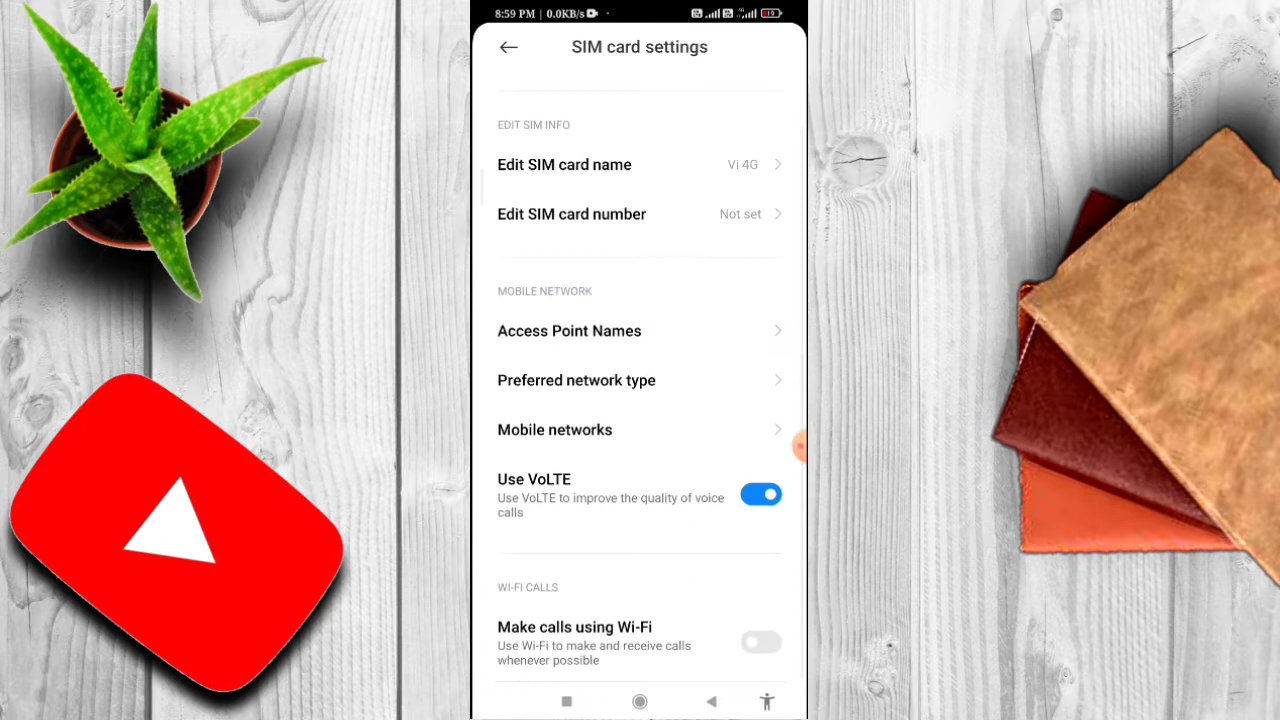 8:59 PM | 0.0KB/s
19
SIM card settings
EDIT SIM INFO
Edit SIM card name
Vi 4G
Edit SIM card number
Not set
MOBILE NETWORK
Access Point Names
Preferred network type
Mobile networks
Use VoLTE
Use VoLTE to improve the quality of voice
calls
WI-FI CALLS
Make calls using Wi-Fi
Use Wi-Fi to make and receive calls
whenever possible